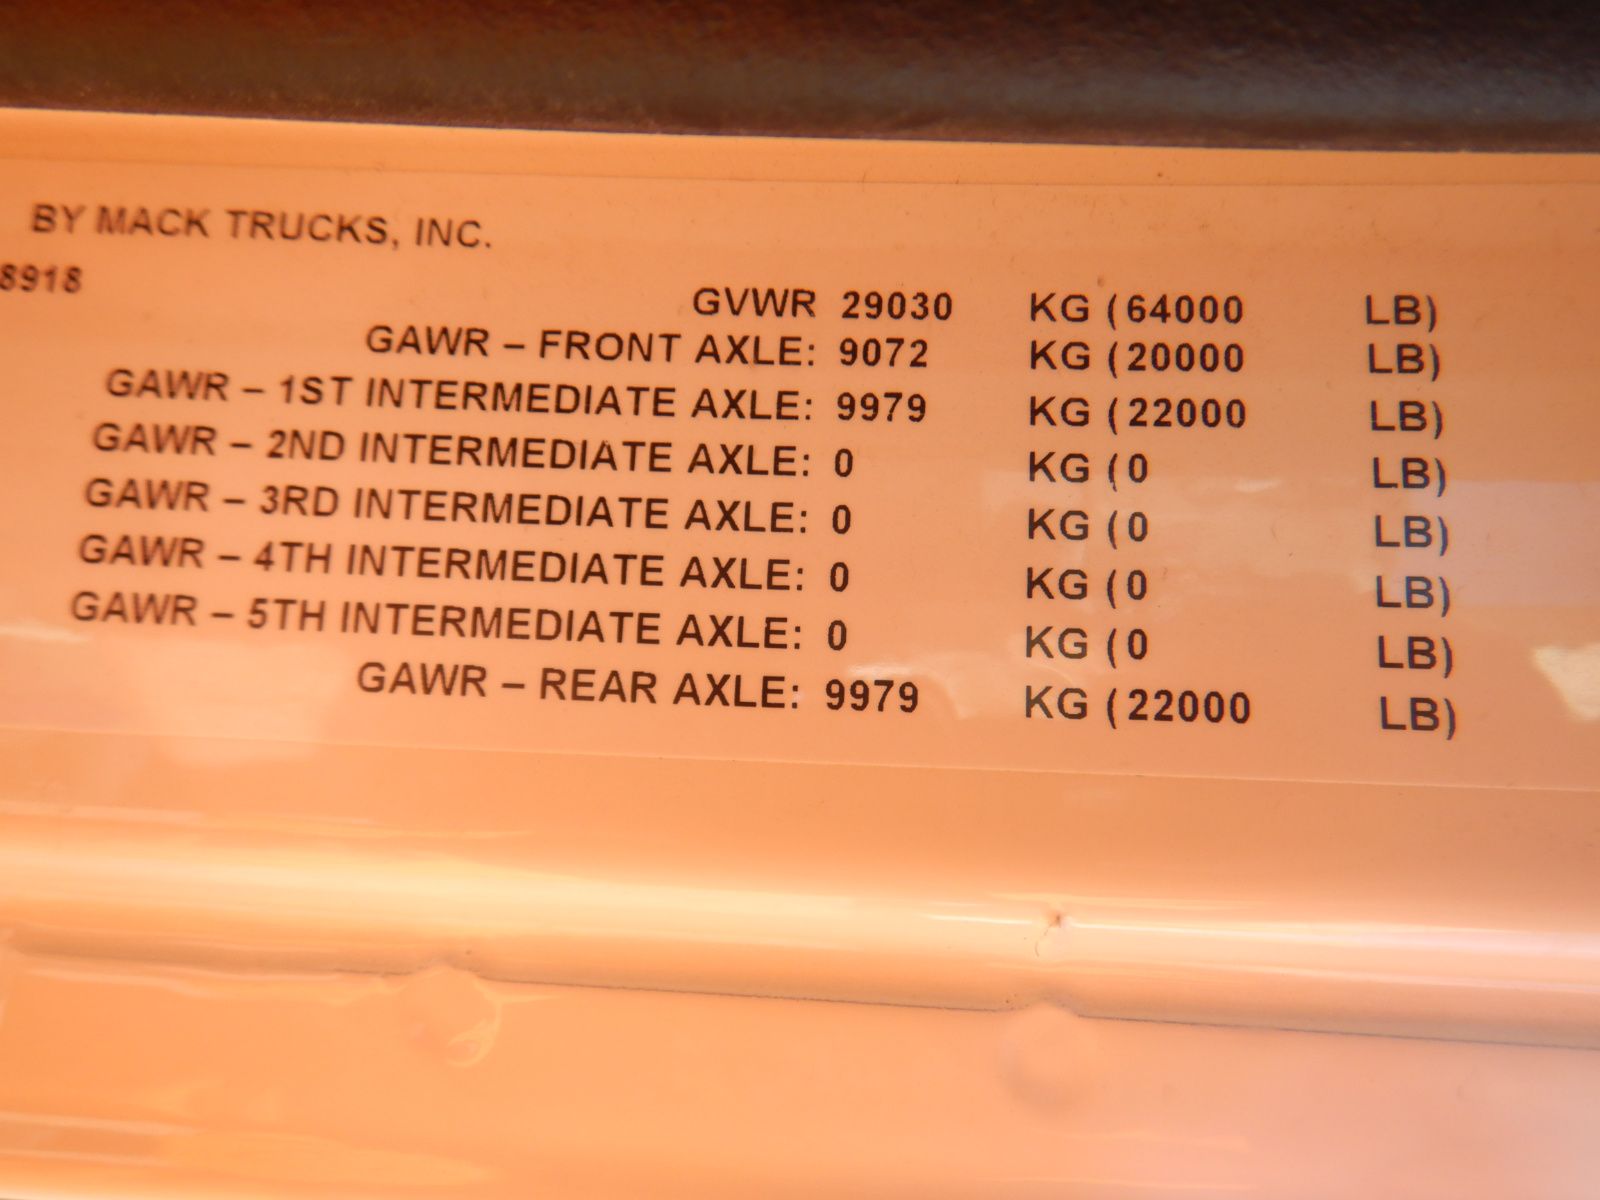 BY MACK TRUCKS, INC.
8918
GVWR 29030 KG (64000 LB)
GAWR – FRONT AXLE: 9072 KG (20000 LB)
GAWR – 1ST INTERMEDIATE AXLE: 9979 KG (22000 LB)
GAWR – 2ND INTERMEDIATE AXLE: 0 KG (0 LB)
GAWR – 3RD INTERMEDIATE AXLE: 0 KG (0 LB)
GAWR – 4TH INTERMEDIATE AXLE: 0 KG (0 LB)
GAWR – 5TH INTERMEDIATE AXLE: 0 KG (0 LB)
GAWR – REAR AXLE: 9979 KG (22000 LB)